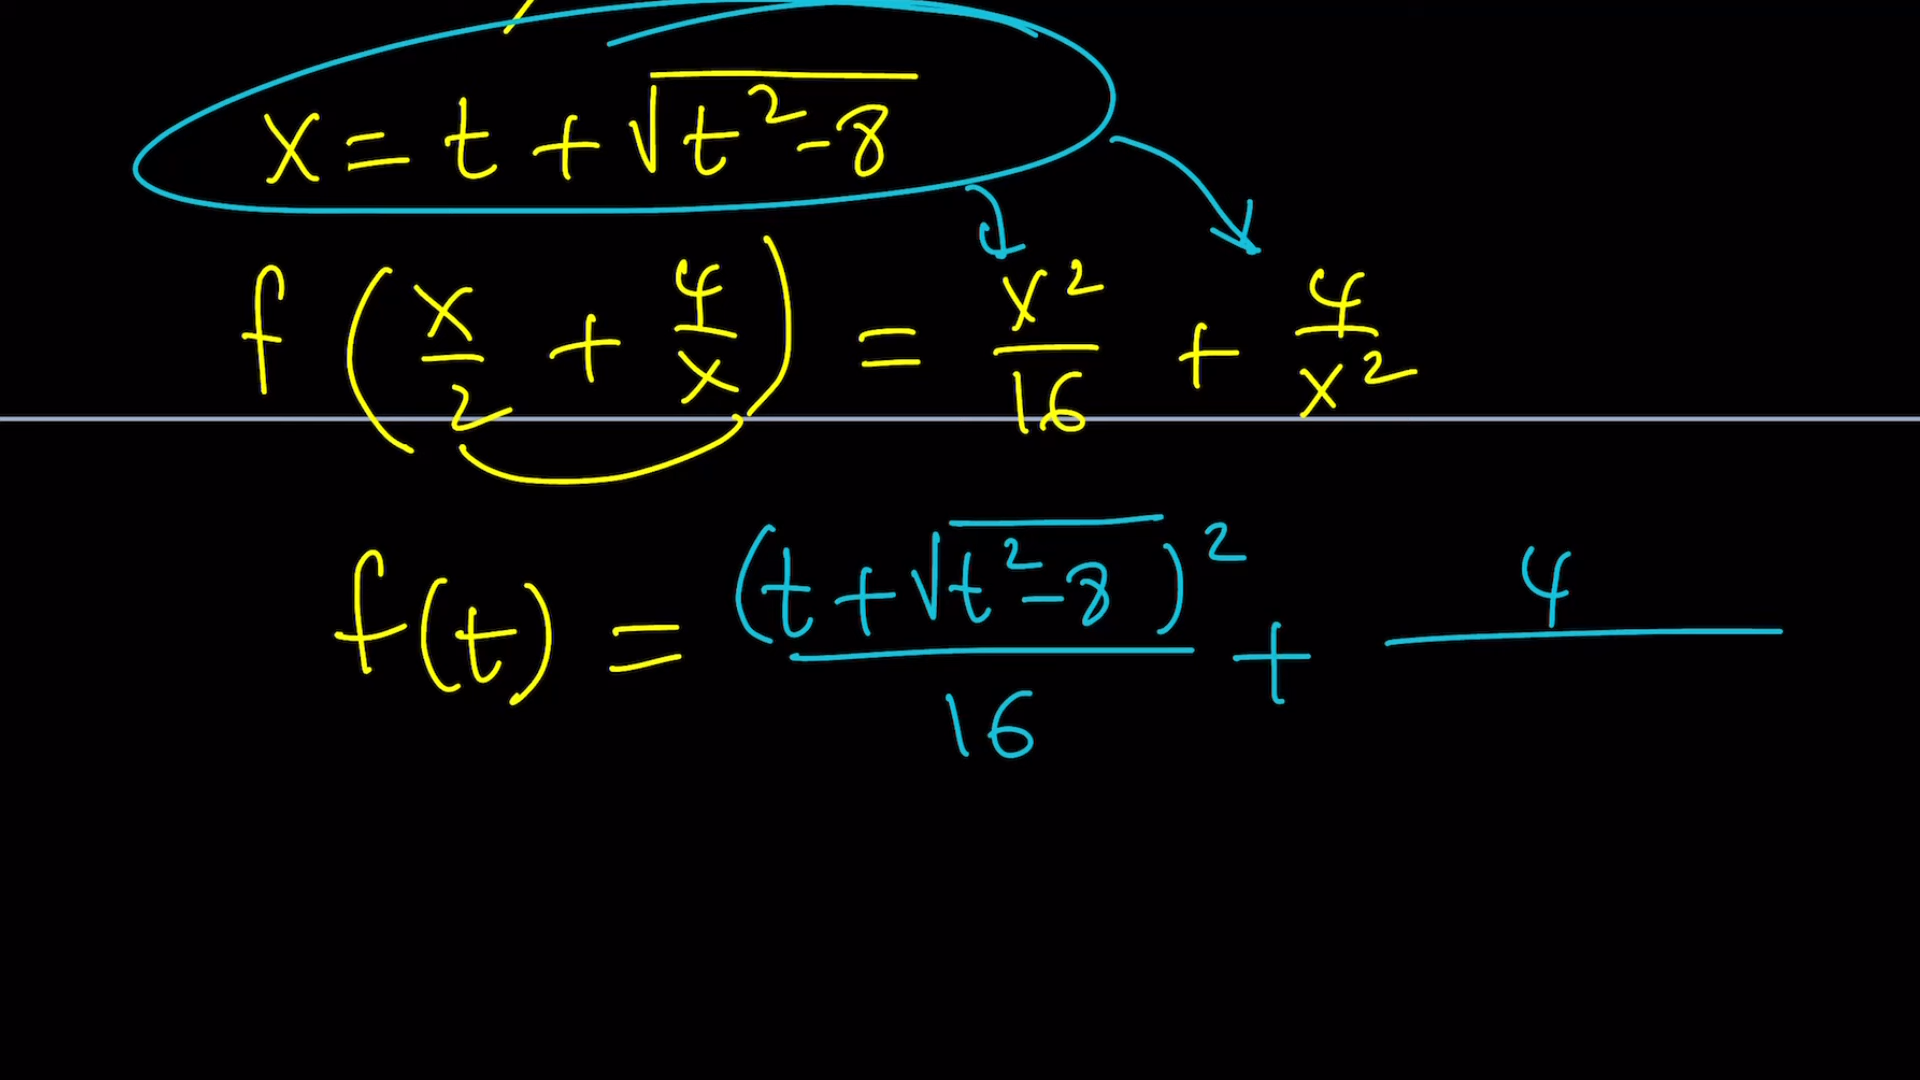 x = t + √(t² - 8)
f(x/2 + 4/x) = x²/16 + 4/x²
f(t) = (t + √(t² - 8))²/16 + 4/